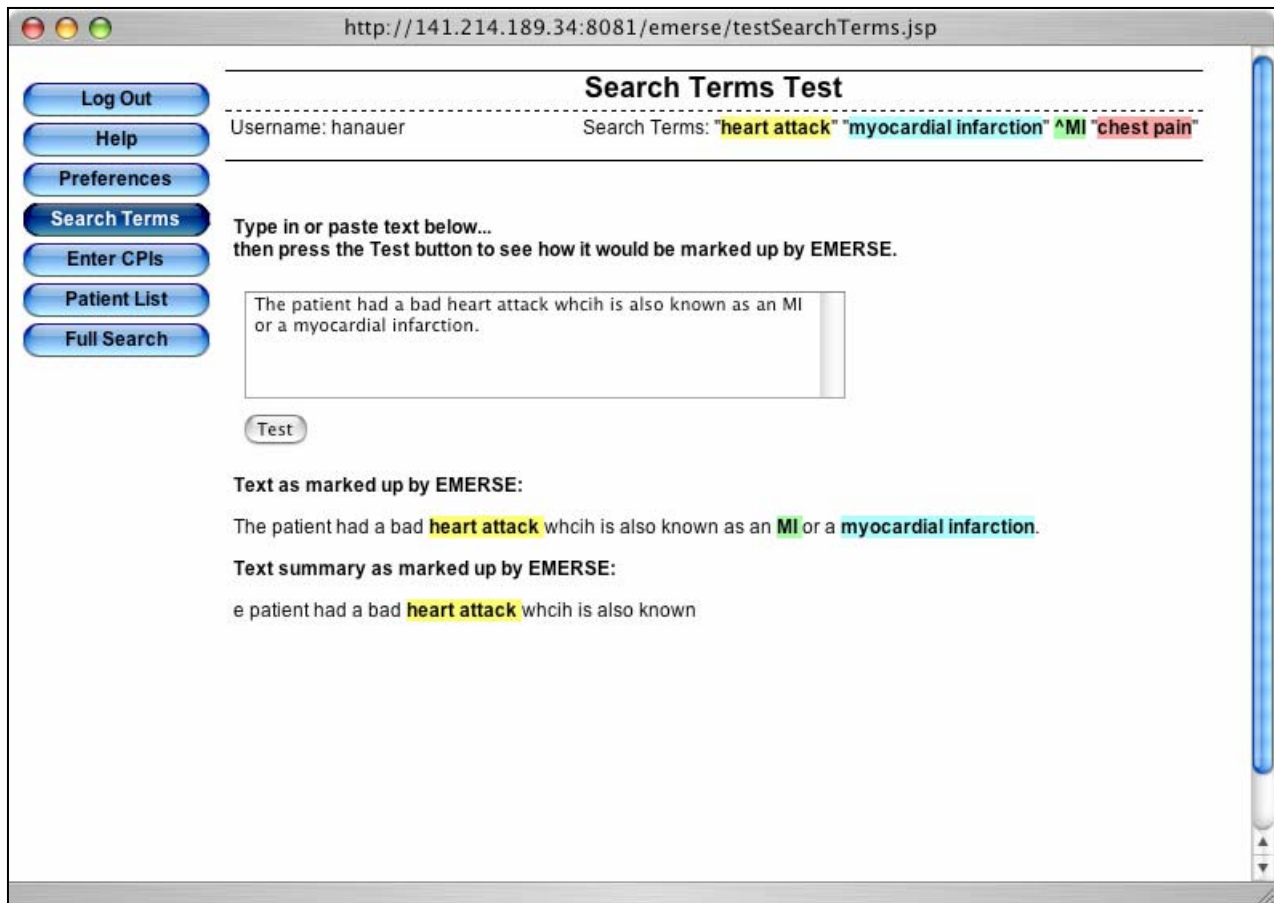 http://141.214.189.34:8081/emerse/testSearchTerms.jsp
Log Out
Help
Preferences
Search Terms
Enter CPIs
Patient List
Full Search
Search Terms Test
Username: hanauer
Search Terms: "heart attack" "myocardial infarction" ^MI "chest pain"
Type in or paste text below...
then press the Test button to see how it would be marked up by EMERSE.
The patient had a bad heart attack whcih is also known as an MI
or a myocardial infarction.
Test
Text as marked up by EMERSE:
The patient had a bad heart attack whcih is also known as an MI or a myocardial infarction.
Text summary as marked up by EMERSE:
e patient had a bad heart attack whcih is also known